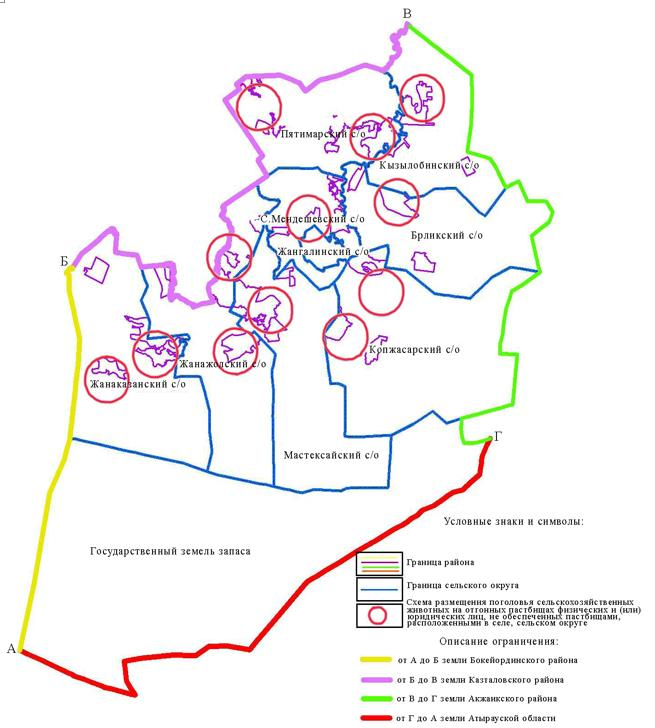 В
Пятимарский с/о
Кызылобинский с/о
С.Мендешевский с/о
Брликский с/о
Жангалинский с/о
Б
Копжасарский с/о
Жанажолский с/о
Жанаказанский с/о
Г
Мастексайский с/о
Государственный земель запаса
А
Условные знаки и символы:
Граница района
Граница сельского округа
Схема размещения поголовья сельскохозяйственных
животных на отгонных пастбищах физических и (или)
юридических лиц, не обеспеченных пастбищами,
расположенными в селе, сельском округе
Описание ограничения:
от А до Б земли Бокейординского района
от Б до В земли Казталовского района
от В до Г земли Акжаикского района
от Г до А земли Атырауской области